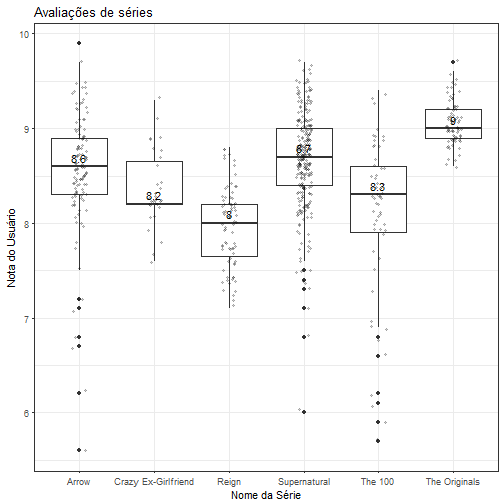 Avaliações de séries
Nota do Usuário
10
9
8
7
6
8.6
8.2
8
8.7
8.3
9
Arrow
Crazy Ex-Girlfriend
Reign
Supernatural
The 100
The Originals
Nome da Série